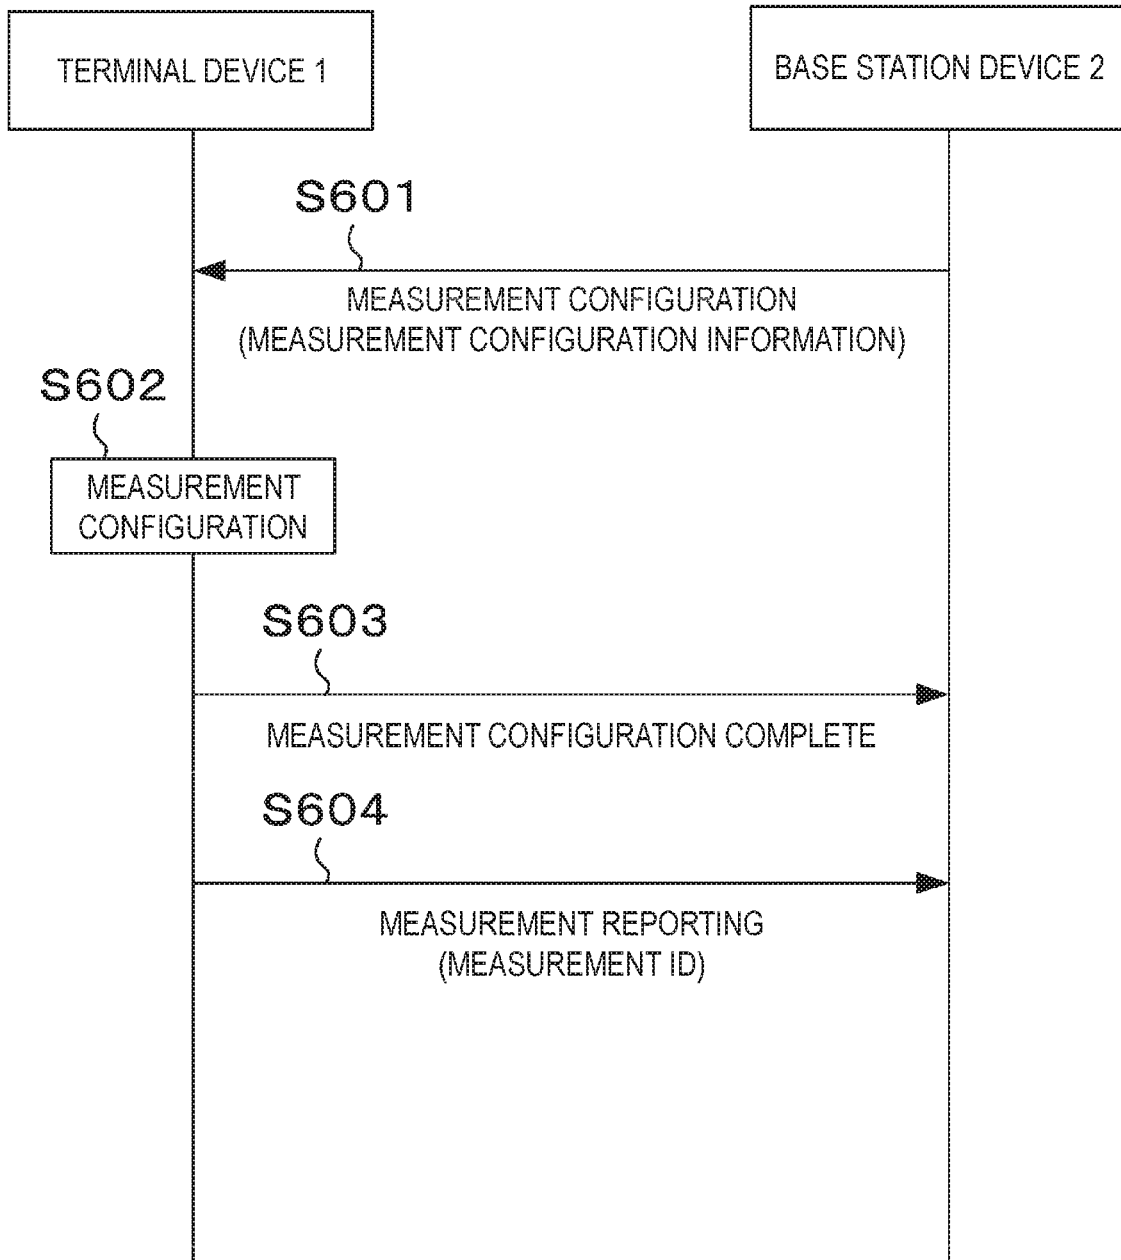 TERMINAL DEVICE 1
BASE STATION DEVICE 2
S601
MEASUREMENT CONFIGURATION
(MEASUREMENT CONFIGURATION INFORMATION)
S602
MEASUREMENT
CONFIGURATION
S603
MEASUREMENT CONFIGURATION COMPLETE
S604
MEASUREMENT REPORTING
(MEASUREMENT ID)